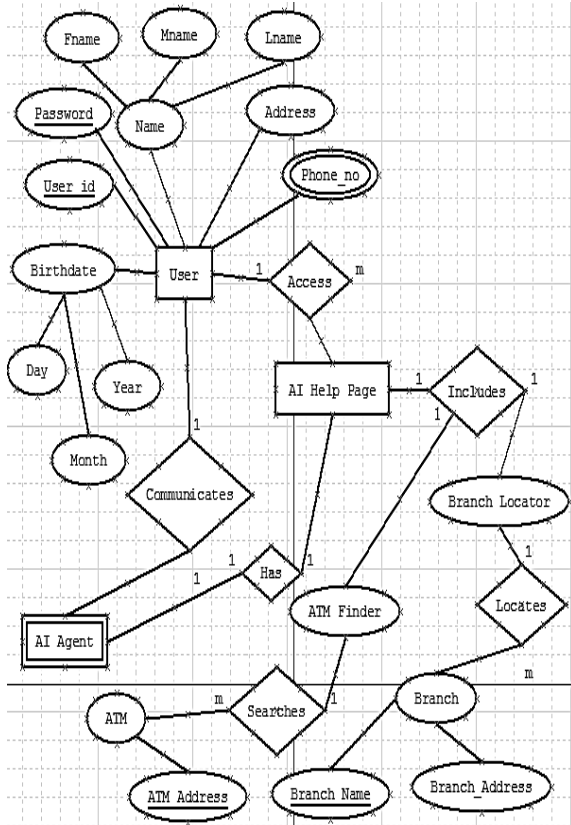 Fname
Mname
Lname
Password
Name
Address
User id
Phone_no
Birthdate
User
1
Access
m
Day
Year
AI Help Page
1
Includes
1
1
1
Month
Communicates
Branch Locator
1
Has
1
1
1
Locates
AI Agent
ATM Finder
m
ATM
m
Searches
1
Branch
ATM Address
Branch Name
Branch_Address